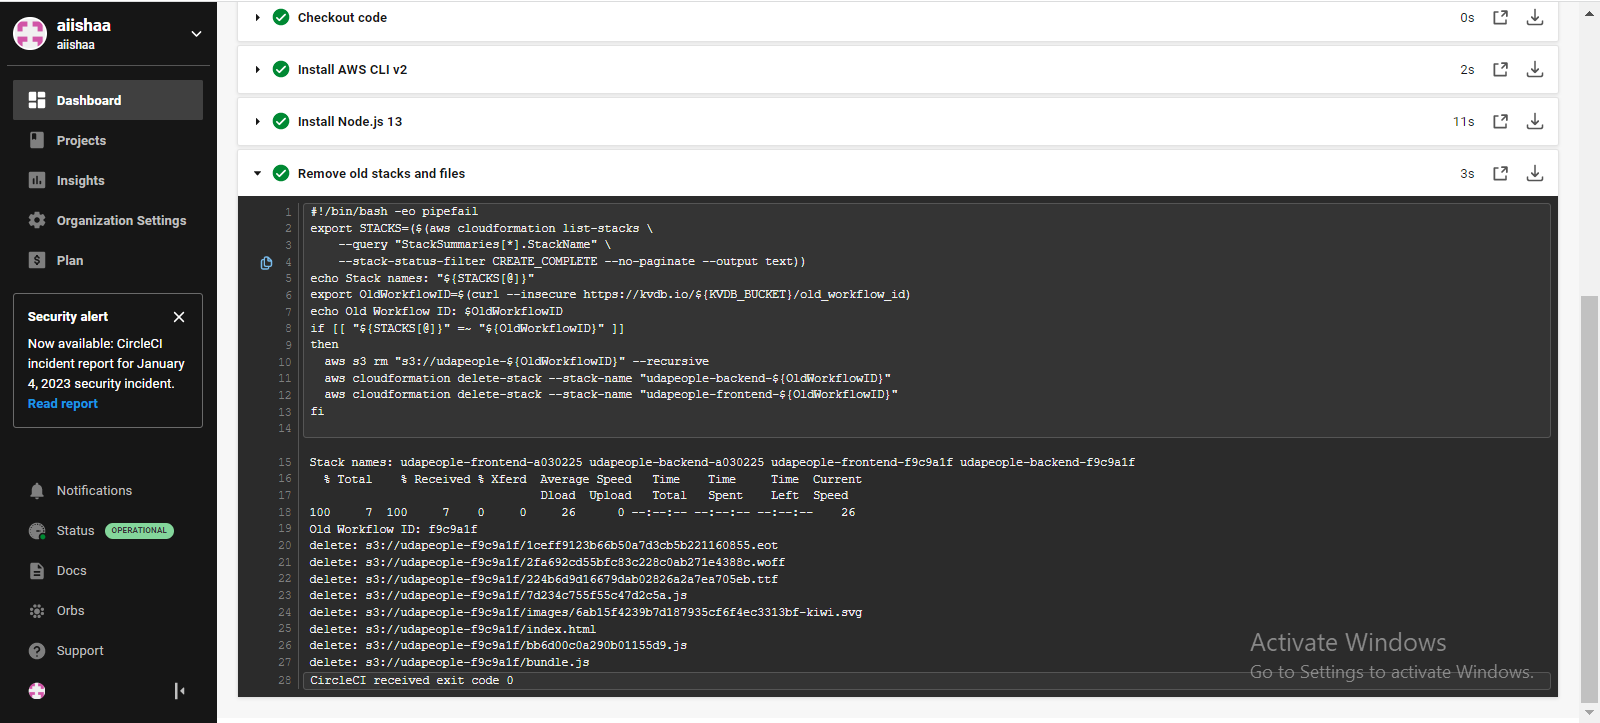 aiishaa
aiishaa
Dashboard
Projects
Insights
Organization Settings
Plan
Security alert
Now available: CircleCI
incident report for January
4, 2023 security incident.
Read report
Notifications
Status OPERATIONAL
Docs
Orbs
Support
Checkout code 0s
Install AWS CLI v2 2s
Install Node.js 13 11s
Remove old stacks and files 3s
1 #!/bin/bash -eo pipefail
2 export STACKS=($(aws cloudformation list-stacks \
3 --query "StackSummaries[*].StackName" \
4 --stack-status-filter CREATE_COMPLETE --no-paginate --output text))
5 echo Stack names: "${STACKS[@]}"
6 export OldWorkflowID=$(curl --insecure https://kvdb.io/${KVDB_BUCKET}/old_workflow_id)
7 echo Old Workflow ID: $OldWorkflowID
8 if [[ "${STACKS[@]}" =~ "${OldWorkflowID}" ]]
9 then
10 aws s3 rm "s3://udapeople-${OldWorkflowID}" --recursive
11 aws cloudformation delete-stack --stack-name "udapeople-backend-${OldWorkflowID}"
12 aws cloudformation delete-stack --stack-name "udapeople-frontend-${OldWorkflowID}"
13 fi
14
15 Stack names: udapeople-frontend-a030225 udapeople-backend-a030225 udapeople-frontend-f9c9a1f udapeople-backend-f9c9a1f
16 % Total % Received % Xferd Average Speed Time Time Time Current
17 Dload Upload Total Spent Left Speed
18 100 7 100 7 0 0 26 0 --:--:-- --:--:-- --:--:-- 26
19 Old Workflow ID: f9c9a1f
20 delete: s3://udapeople-f9c9a1f/1ceff9123b66b50a7d3cb5b221160855.eot
21 delete: s3://udapeople-f9c9a1f/2fa692cd55bfc83c228c0ab271e4388c.woff
22 delete: s3://udapeople-f9c9a1f/224b6d9d16679dab02826a2a7ea705eb.ttf
23 delete: s3://udapeople-f9c9a1f/7d234c755f55c47d2c5a.js
24 delete: s3://udapeople-f9c9a1f/images/6ab15f4239b7d187935cf6f4ec3313bf-kiwi.svg
25 delete: s3://udapeople-f9c9a1f/index.html
26 delete: s3://udapeople-f9c9a1f/bb6d00c0a290b01155d9.js
27 delete: s3://udapeople-f9c9a1f/bundle.js
28 CircleCI received exit code 0
Activate Windows
Go to Settings to activate Windows.